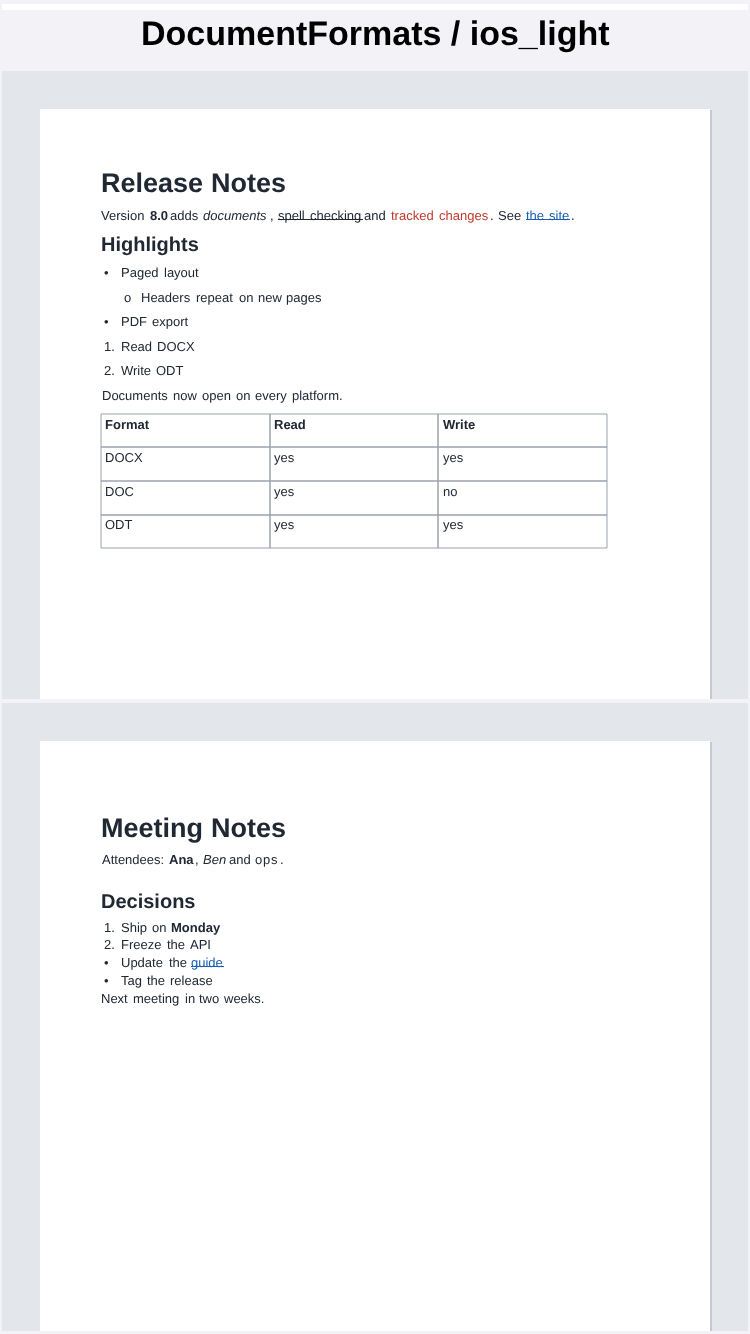 DocumentFormats / ios_light
Release Notes
Version 8.0 adds documents , spell checking and tracked changes . See the site .
Highlights
• Paged layout
o Headers repeat on new pages
• PDF export
1. Read DOCX
2. Write ODT
Documents now open on every platform.
Format Read Write
DOCX yes yes
DOC yes no
ODT yes yes
Meeting Notes
Attendees: Ana , Ben and ops .
Decisions
1. Ship on Monday
2. Freeze the API
• Update the guide
• Tag the release
Next meeting in two weeks.